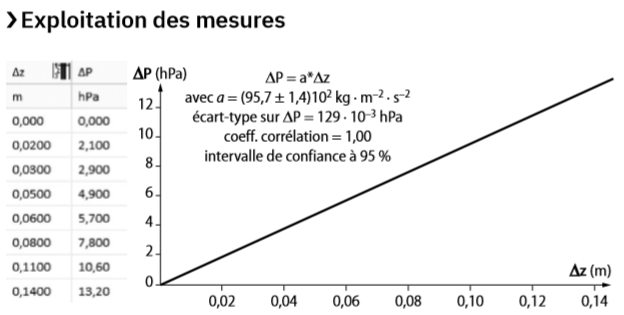 ❯Exploitation des mesures
Δz ΔP
m hPa
0,000 0,000
0,0200 2,100
0,0300 2,900
0,0500 4,900
0,0600 5,700
0,0800 7,800
0,1100 10,60
0,1400 13,20
ΔP (hPa)
ΔP = a*Δz
avec a = (95,7 ± 1,4)10² kg · m⁻² · s⁻²
écart-type sur ΔP = 129 · 10⁻³ hPa
coeff. corrélation = 1,00
intervalle de confiance à 95 %
12
10
8
6
4
2
0
Δz (m)
0,02 0,04 0,06 0,08 0,10 0,12 0,14